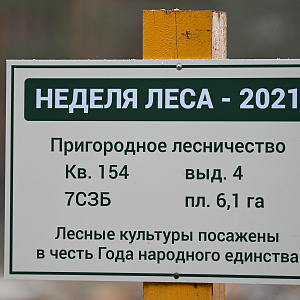 НЕДЕЛЯ ЛЕСА - 2021
Пригородное лесничество
Кв. 154 выд. 4
7СЗБ пл. 6,1 га
Лесные культуры посажены
в честь Года народного единства